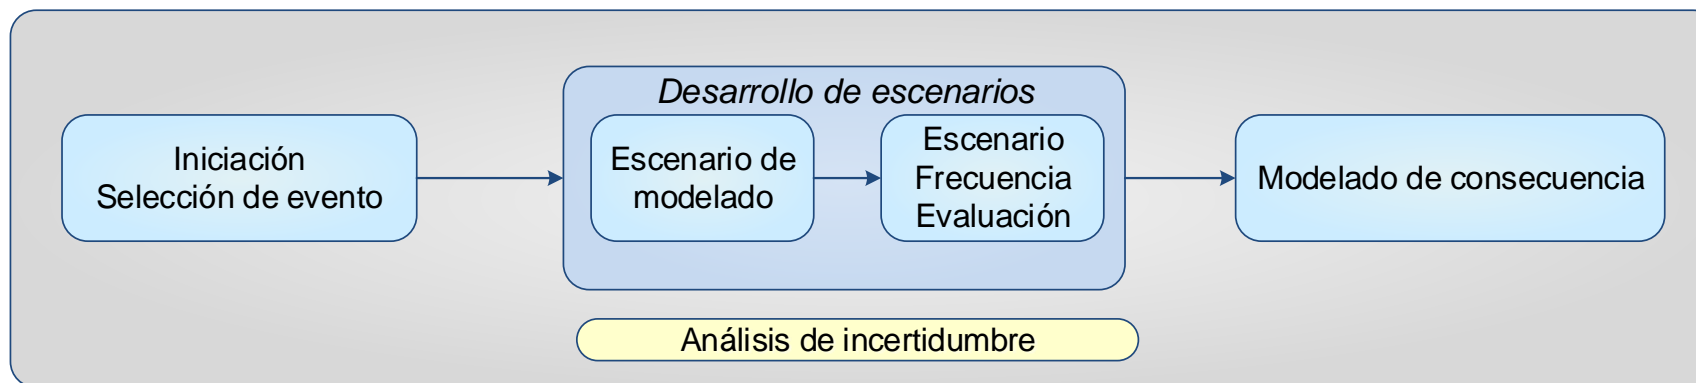 Desarrollo de escenarios
Iniciación
Selección de evento
Escenario de
modelado
Escenario
Frecuencia
Evaluación
Modelado de consecuencia
Análisis de incertidumbre